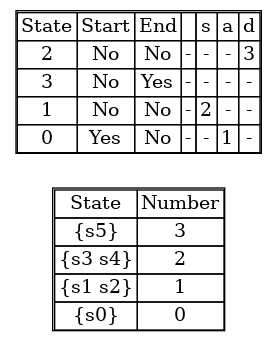 State Start End s a d
2 No No - - - 3
3 No Yes - - - -
1 No No - 2 - -
0 Yes No - - 1 -
State Number
{s5} 3
{s3 s4} 2
{s1 s2} 1
{s0} 0